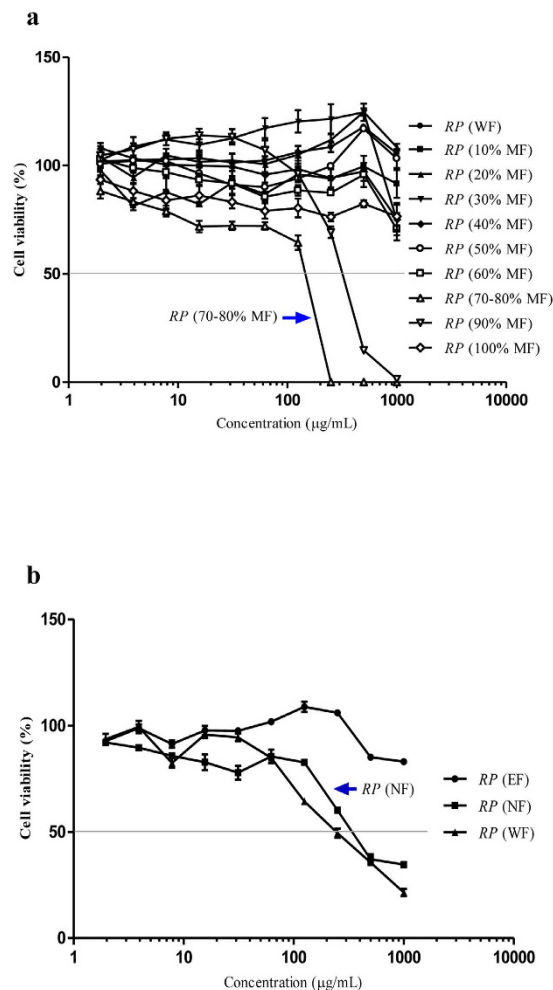 a
150
100
50
0
Cell viability (%)
1
10
100
1000
10000
Concentration (µg/mL)
RP (70-80% MF)
RP (WF)
RP (10% MF)
RP (20% MF)
RP (30% MF)
RP (40% MF)
RP (50% MF)
RP (60% MF)
RP (70-80% MF)
RP (90% MF)
RP (100% MF)
b
150
100
50
0
Cell viability (%)
1
10
100
1000
10000
Concentration (µg/mL)
RP (NF)
RP (EF)
RP (NF)
RP (WF)